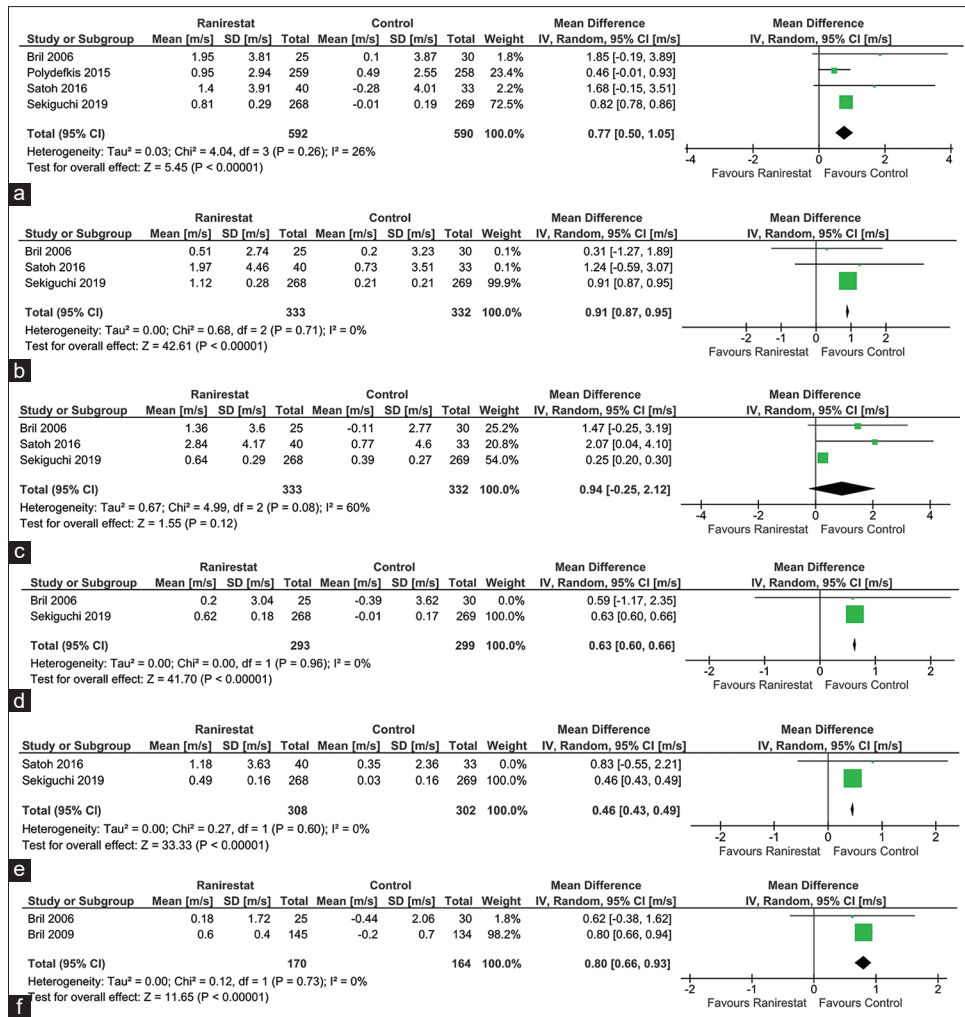 Ranirestat Control Mean Difference Mean Difference
Study or Subgroup Mean [m/s] SD [m/s] Total Mean [m/s] SD [m/s] Total Weight IV, Random, 95% CI [m/s] IV, Random, 95% CI [m/s]
Bril 2006 1.95 3.81 25 0.1 3.87 30 1.8% 1.85 [-0.19, 3.89]
Polydefkis 2015 0.95 2.94 259 0.49 2.55 258 23.4% 0.46 [-0.01, 0.93]
Satoh 2016 1.4 3.91 40 -0.28 4.01 33 2.2% 1.68 [-0.15, 3.51]
Sekiguchi 2019 0.81 0.29 268 -0.01 0.19 269 72.5% 0.82 [0.78, 0.86]
Total (95% CI) 592 590 100.0% 0.77 [0.50, 1.05]
Heterogeneity: Tau² = 0.03; Chi² = 4.04, df = 3 (P = 0.26); I² = 26%
Test for overall effect: Z = 5.45 (P < 0.00001)
-4 -2 0 2 4
Favours Ranirestat Favours Control
a
Ranirestat Control Mean Difference Mean Difference
Study or Subgroup Mean [m/s] SD [m/s] Total Mean [m/s] SD [m/s] Total Weight IV, Random, 95% CI [m/s] IV, Random, 95% CI [m/s]
Bril 2006 0.51 2.74 25 0.2 3.23 30 0.1% 0.31 [-1.27, 1.89]
Satoh 2016 1.97 4.46 40 0.73 3.51 33 0.1% 1.24 [-0.59, 3.07]
Sekiguchi 2019 1.12 0.28 268 0.21 0.21 269 99.9% 0.91 [0.87, 0.95]
Total (95% CI) 333 332 100.0% 0.91 [0.87, 0.95]
Heterogeneity: Tau² = 0.00; Chi² = 0.68, df = 2 (P = 0.71); I² = 0%
Test for overall effect: Z = 42.61 (P < 0.00001)
-2 -1 0 1 2
Favours Ranirestat Favours Control
b
Ranirestat Control Mean Difference Mean Difference
Study or Subgroup Mean [m/s] SD [m/s] Total Mean [m/s] SD [m/s] Total Weight IV, Random, 95% CI [m/s] IV, Random, 95% CI [m/s]
Bril 2006 1.36 3.6 25 -0.11 2.77 30 25.2% 1.47 [-0.25, 3.19]
Satoh 2016 2.84 4.17 40 0.77 4.6 33 20.8% 2.07 [0.04, 4.10]
Sekiguchi 2019 0.64 0.29 268 0.39 0.27 269 54.0% 0.25 [0.20, 0.30]
Total (95% CI) 333 332 100.0% 0.94 [-0.25, 2.12]
Heterogeneity: Tau² = 0.67; Chi² = 4.99, df = 2 (P = 0.08); I² = 60%
Test for overall effect: Z = 1.55 (P = 0.12)
-4 -2 0 2 4
Favours Ranirestat Favours Control
c
Ranirestat Control Mean Difference Mean Difference
Study or Subgroup Mean [m/s] SD [m/s] Total Mean [m/s] SD [m/s] Total Weight IV, Random, 95% CI [m/s] IV, Random, 95% CI [m/s]
Bril 2006 0.2 3.04 25 -0.39 3.62 30 0.0% 0.59 [-1.17, 2.35]
Sekiguchi 2019 0.62 0.18 268 -0.01 0.17 269 100.0% 0.63 [0.60, 0.66]
Total (95% CI) 293 299 100.0% 0.63 [0.60, 0.66]
Heterogeneity: Tau² = 0.00; Chi² = 0.00, df = 1 (P = 0.96); I² = 0%
Test for overall effect: Z = 41.70 (P < 0.00001)
-2 -1 0 1 2
Favours Ranirestat Favours Control
d
Ranirestat Control Mean Difference Mean Difference
Study or Subgroup Mean [m/s] SD [m/s] Total Mean [m/s] SD [m/s] Total Weight IV, Random, 95% CI [m/s] IV, Random, 95% CI [m/s]
Satoh 2016 1.18 3.63 40 0.35 2.36 33 0.0% 0.83 [-0.55, 2.21]
Sekiguchi 2019 0.49 0.16 268 0.03 0.16 269 100.0% 0.46 [0.43, 0.49]
Total (95% CI) 308 302 100.0% 0.46 [0.43, 0.49]
Heterogeneity: Tau² = 0.00; Chi² = 0.27, df = 1 (P = 0.60); I² = 0%
Test for overall effect: Z = 33.33 (P < 0.00001)
-2 -1 0 1 2
Favours Ranirestat Favours Control
e
Ranirestat Control Mean Difference Mean Difference
Study or Subgroup Mean [m/s] SD [m/s] Total Mean [m/s] SD [m/s] Total Weight IV, Random, 95% CI [m/s] IV, Random, 95% CI [m/s]
Bril 2006 0.18 1.72 25 -0.44 2.06 30 1.8% 0.62 [-0.38, 1.62]
Bril 2009 0.6 0.4 145 -0.2 0.7 134 98.2% 0.80 [0.66, 0.94]
Total (95% CI) 170 164 100.0% 0.80 [0.66, 0.93]
Heterogeneity: Tau² = 0.00; Chi² = 0.12, df = 1 (P = 0.73); I² = 0%
Test for overall effect: Z = 11.65 (P < 0.00001)
-2 -1 0 1 2
Favours Ranirestat Favours Control
f